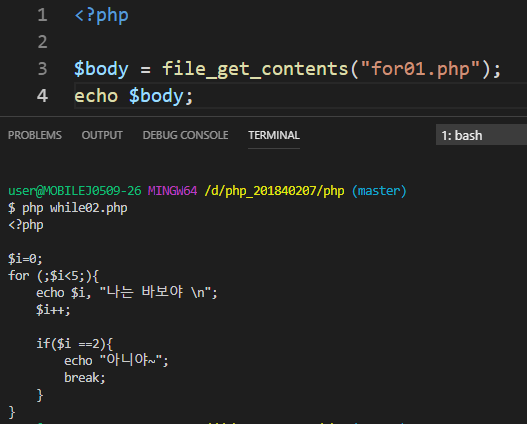 1 <?php
2
3 $body = file_get_contents("for01.php");
4 echo $body;
PROBLEMS OUTPUT DEBUG CONSOLE TERMINAL 1: bash
user@MOBILEJ0509-26 MINGW64 /d/php_201840207/php (master)
$ php while02.php
<?php
$i=0;
for (;$i<5;){
    echo $i, "나는 바보야 \n";
    $i++;
    if($i ==2){
        echo "아니야~";
        break;
    }
}